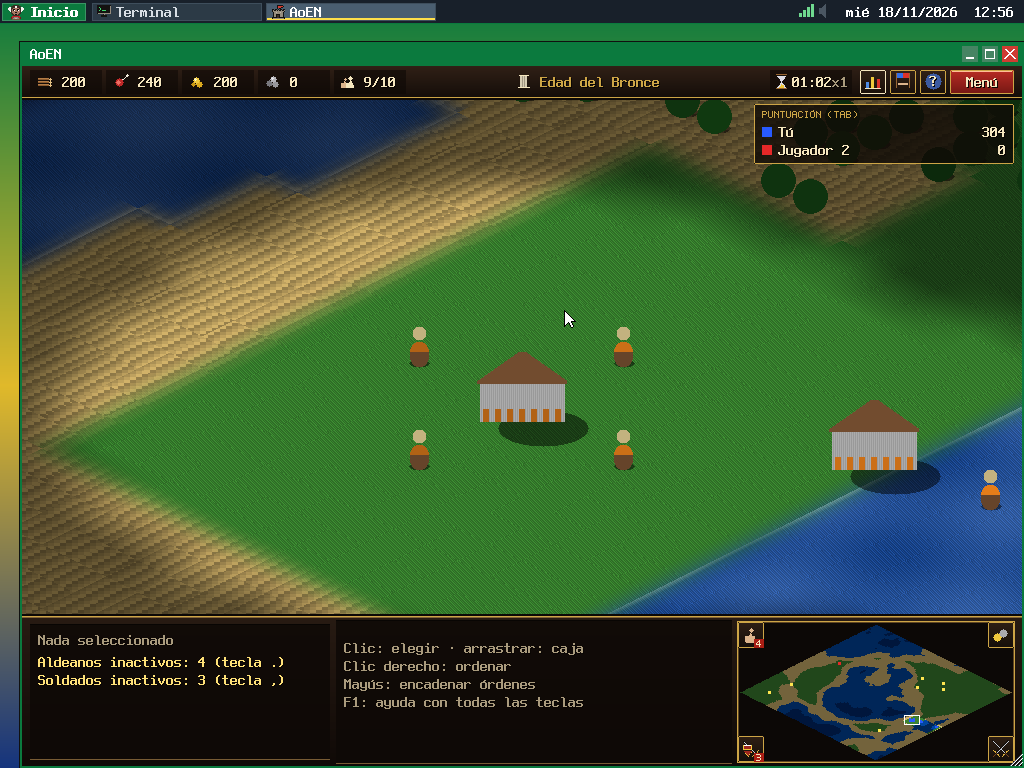 Inicio
Terminal
AoEN
mié 18/11/2026 12:56
AoEN
200
240
200
0
9/10
Edad del Bronce
01:02x1
?
Menú
PUNTUACIÓN (TAB)
Tú 304
Jugador 2 0
Nada seleccionado
Aldeanos inactivos: 4 (tecla .)
Soldados inactivos: 3 (tecla ,)
Clic: elegir · arrastrar: caja
Clic derecho: ordenar
Mayús: encadenar órdenes
F1: ayuda con todas las teclas
4
3